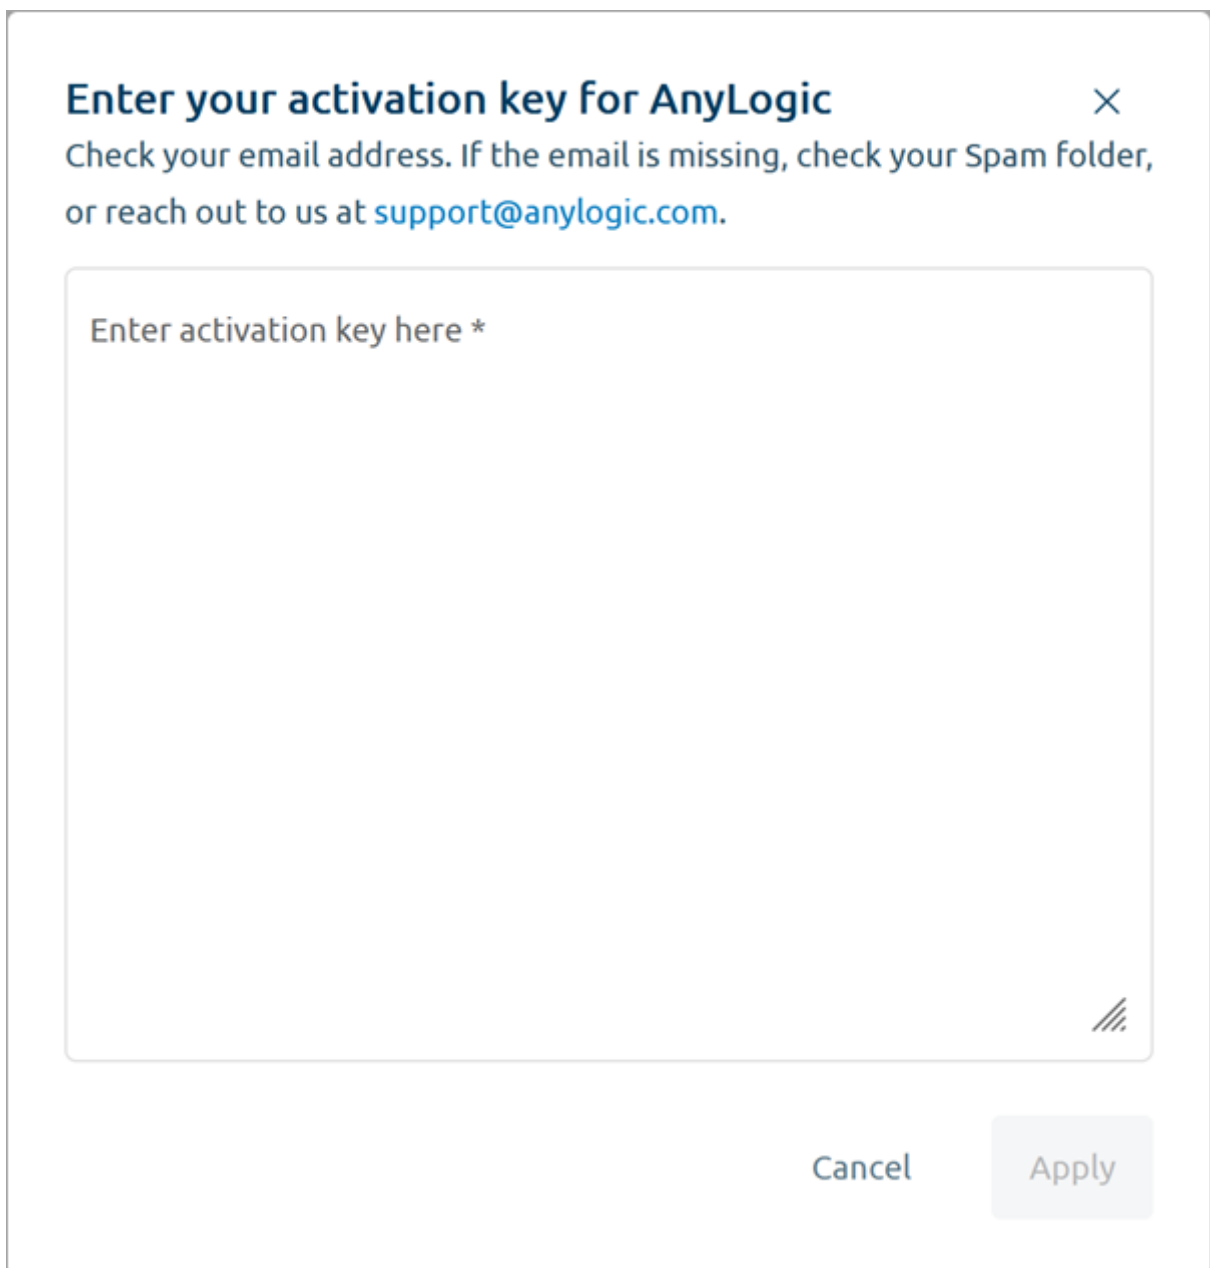 Enter your activation key for AnyLogic
Check your email address. If the email is missing, check your Spam folder,
or reach out to us at support@anylogic.com.
Enter activation key here *
Cancel
Apply